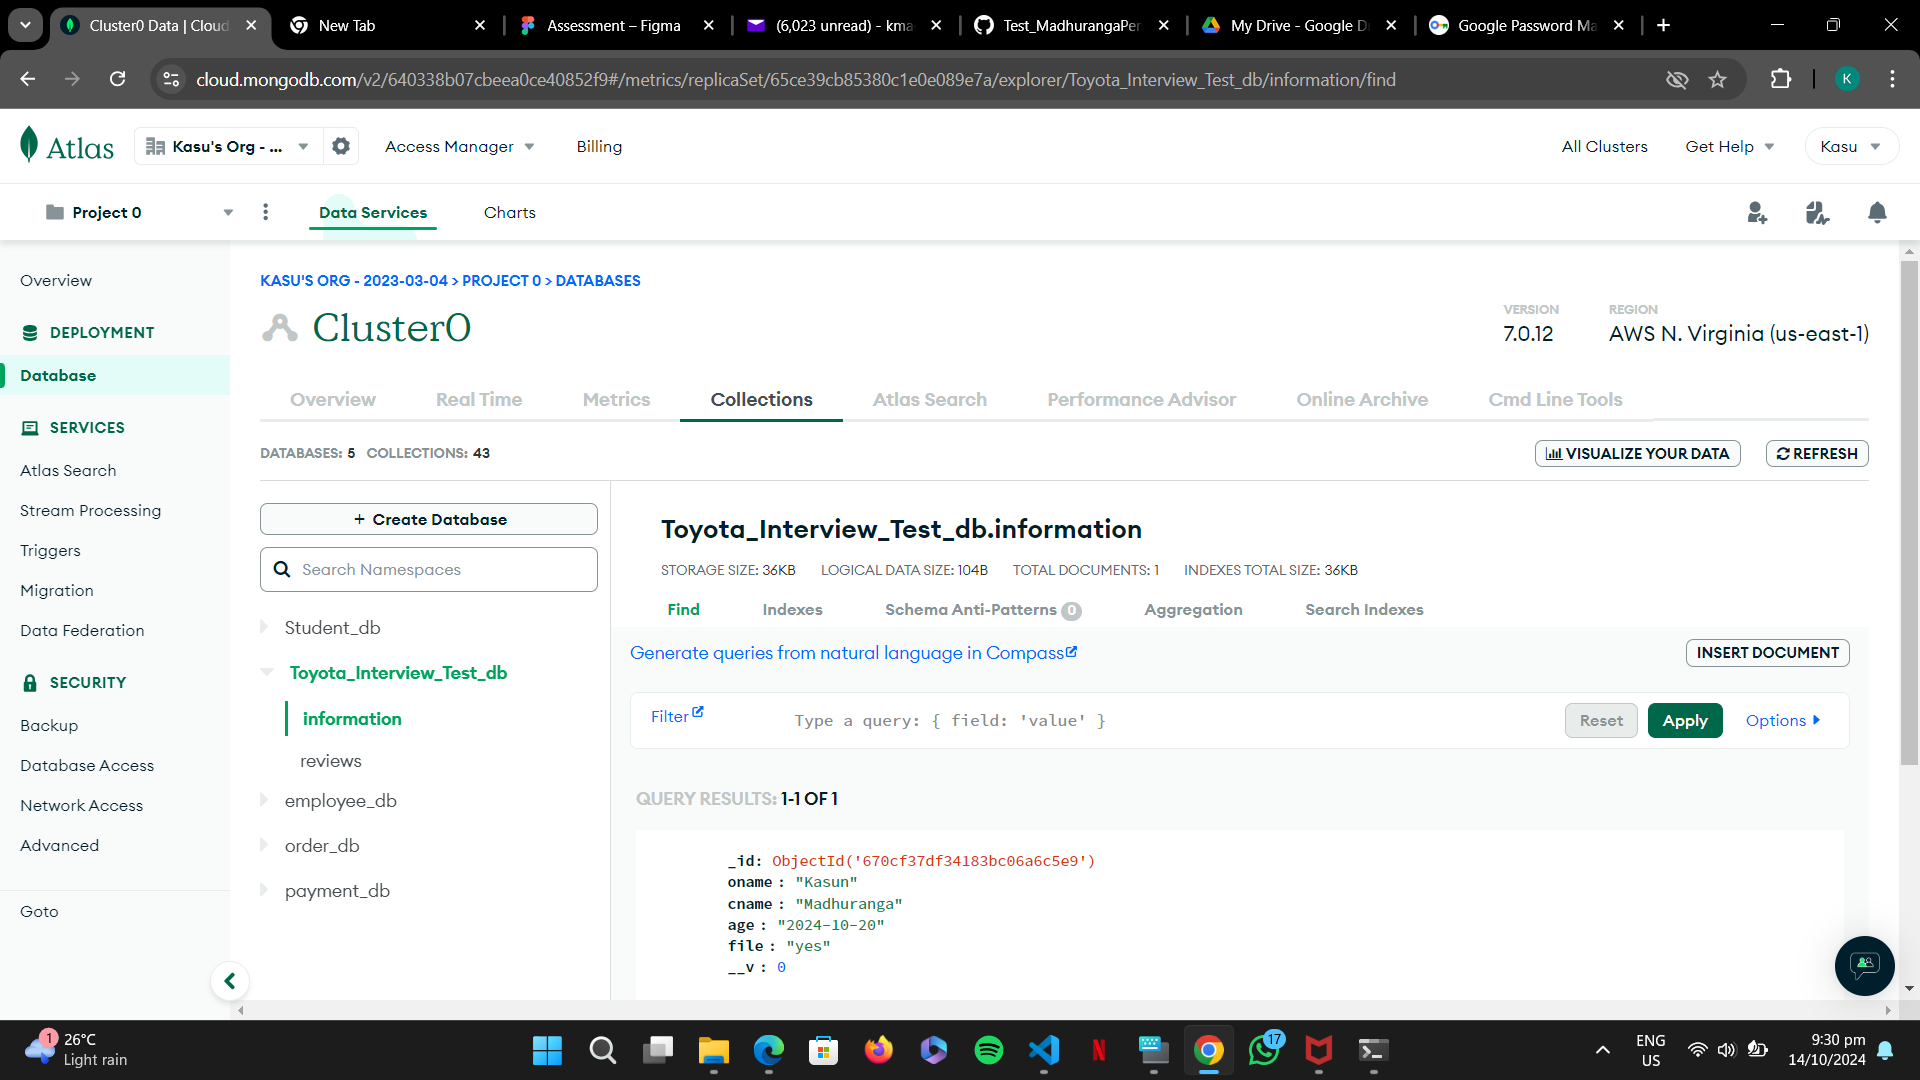 Cluster0 Data | Cloud
New Tab
Assessment – Figma
(6,023 unread) - kma
Test_MadhurangaPer
My Drive - Google D
Google Password Ma
cloud.mongodb.com/v2/640338b07cbeea0ce40852f9#/metrics/replicaSet/65ce39cb85380c1e0e089e7a/explorer/Toyota_Interview_Test_db/information/find
K
Atlas
Kasu's Org - ...
Access Manager
Billing
All Clusters
Get Help
Kasu
Project 0
Data Services
Charts
Overview
DEPLOYMENT
Database
SERVICES
Atlas Search
Stream Processing
Triggers
Migration
Data Federation
SECURITY
Backup
Database Access
Network Access
Advanced
Goto
KASU'S ORG - 2023-03-04 > PROJECT 0 > DATABASES
Cluster0
VERSION
7.0.12
REGION
AWS N. Virginia (us-east-1)
Overview
Real Time
Metrics
Collections
Atlas Search
Performance Advisor
Online Archive
Cmd Line Tools
DATABASES: 5 COLLECTIONS: 43
VISUALIZE YOUR DATA
REFRESH
+ Create Database
Search Namespaces
Student_db
Toyota_Interview_Test_db
information
reviews
employee_db
order_db
payment_db
Toyota_Interview_Test_db.information
STORAGE SIZE: 36KB LOGICAL DATA SIZE: 104B TOTAL DOCUMENTS: 1 INDEXES TOTAL SIZE: 36KB
Find
Indexes
Schema Anti-Patterns 0
Aggregation
Search Indexes
Generate queries from natural language in Compass
INSERT DOCUMENT
Filter
Type a query: { field: 'value' }
Reset
Apply
Options
QUERY RESULTS: 1-1 OF 1
_id: ObjectId('670cf37df34183bc06a6c5e9')
oname : "Kasun"
cname : "Madhuranga"
age : "2024-10-20"
file : "yes"
__v : 0
1
26°C
Light rain
N
17
ENG
US
9:30 pm
14/10/2024